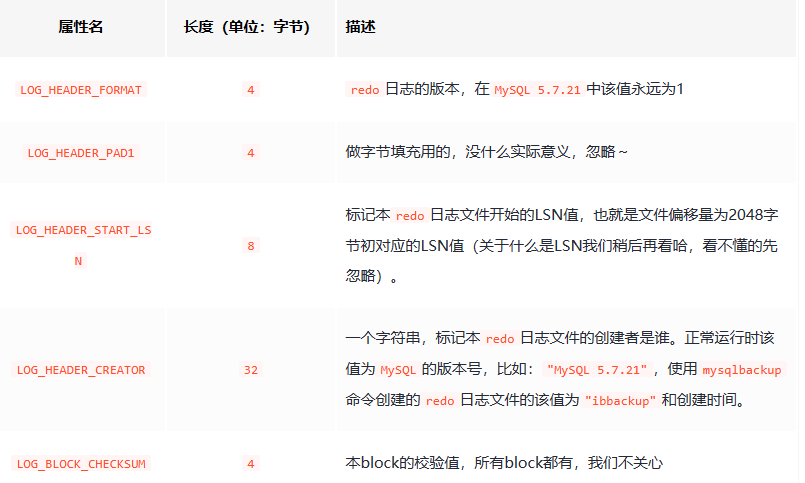 属性名 长度（单位：字节） 描述
LOG_HEADER_FORMAT 4 redo 日志的版本，在 MySQL 5.7.21 中该值永远为1
LOG_HEADER_PAD1 4 做字节填充用的，没什么实际意义，忽略～
标记本 redo 日志文件开始的LSN值，也就是文件偏移量为2048字
LOG_HEADER_START_LS
N
8
节初对应的LSN值（关于什么是LSN我们稍后再看哈，看不懂的先
忽略）。
一个字符串，标记本 redo 日志文件的创建者是谁。正常运行时该
LOG_HEADER_CREATOR 32 值为 MySQL 的版本号，比如： "MySQL 5.7.21" ，使用 mysqlbackup
命令创建的 redo 日志文件的该值为 "ibbackup" 和创建时间。
LOG_BLOCK_CHECKSUM 4 本block的校验值，所有block都有，我们不关心